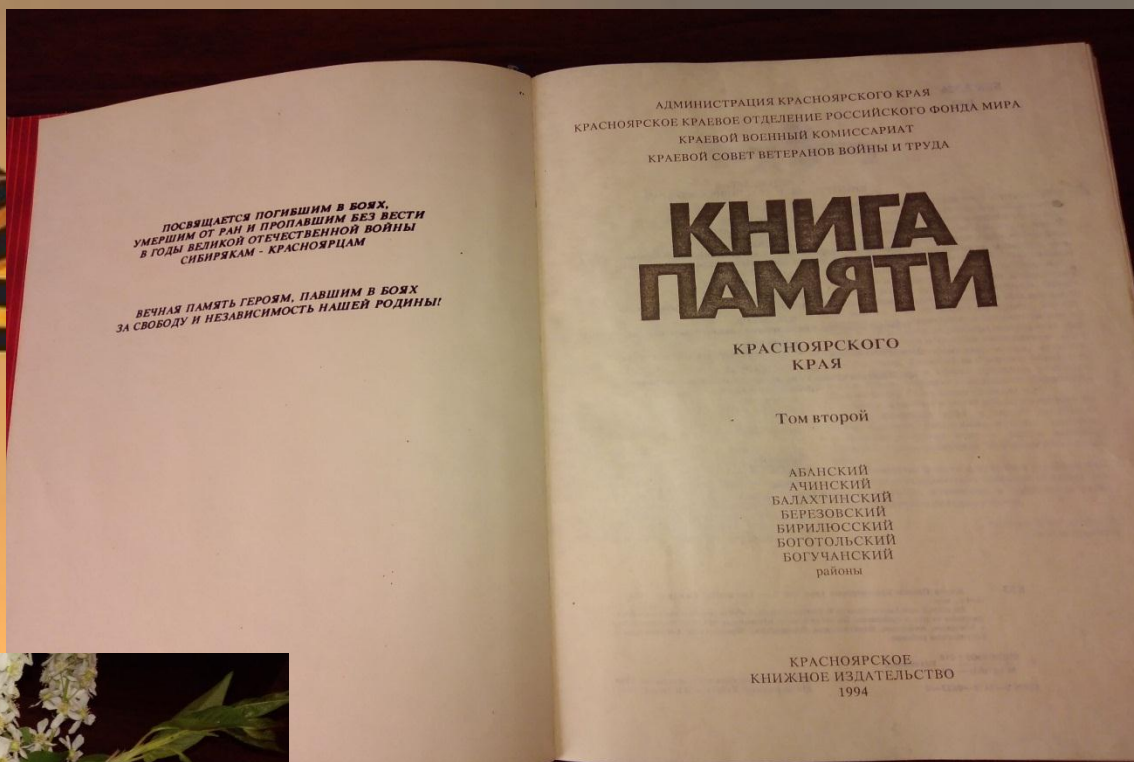 ПОСВЯЩАЕТСЯ ПОГИБШИМ В БОЯХ,
УМЕРШИМ ОТ РАН И ПРОПАВШИМ БЕЗ ВЕСТИ
В ГОДЫ ВЕЛИКОЙ ОТЕЧЕСТВЕННОЙ ВОЙНЫ
СИБИРЯКАМ - КРАСНОЯРЦАМ
ВЕЧНАЯ ПАМЯТЬ ГЕРОЯМ, ПАВШИМ В БОЯХ
ЗА СВОБОДУ И НЕЗАВИСИМОСТЬ НАШЕЙ РОДИНЫ!
АДМИНИСТРАЦИЯ КРАСНОЯРСКОГО КРАЯ
КРАСНОЯРСКОЕ КРАЕВОЕ ОТДЕЛЕНИЕ РОССИЙСКОГО ФОНДА МИРА
КРАЕВОЙ ВОЕННЫЙ КОМИССАРИАТ
КРАЕВОЙ СОВЕТ ВЕТЕРАНОВ ВОЙНЫ И ТРУДА
КНИГА
ПАМЯТИ
КРАСНОЯРСКОГО
КРАЯ
Том второй
АБАНСКИЙ
АЧИНСКИЙ
БАЛАХТИНСКИЙ
БЕРЕЗОВСКИЙ
БИРИЛЮССКИЙ
БОГОТОЛЬСКИЙ
БОГУЧАНСКИЙ
районы
КРАСНОЯРСКОЕ
КНИЖНОЕ ИЗДАТЕЛЬСТВО
1994